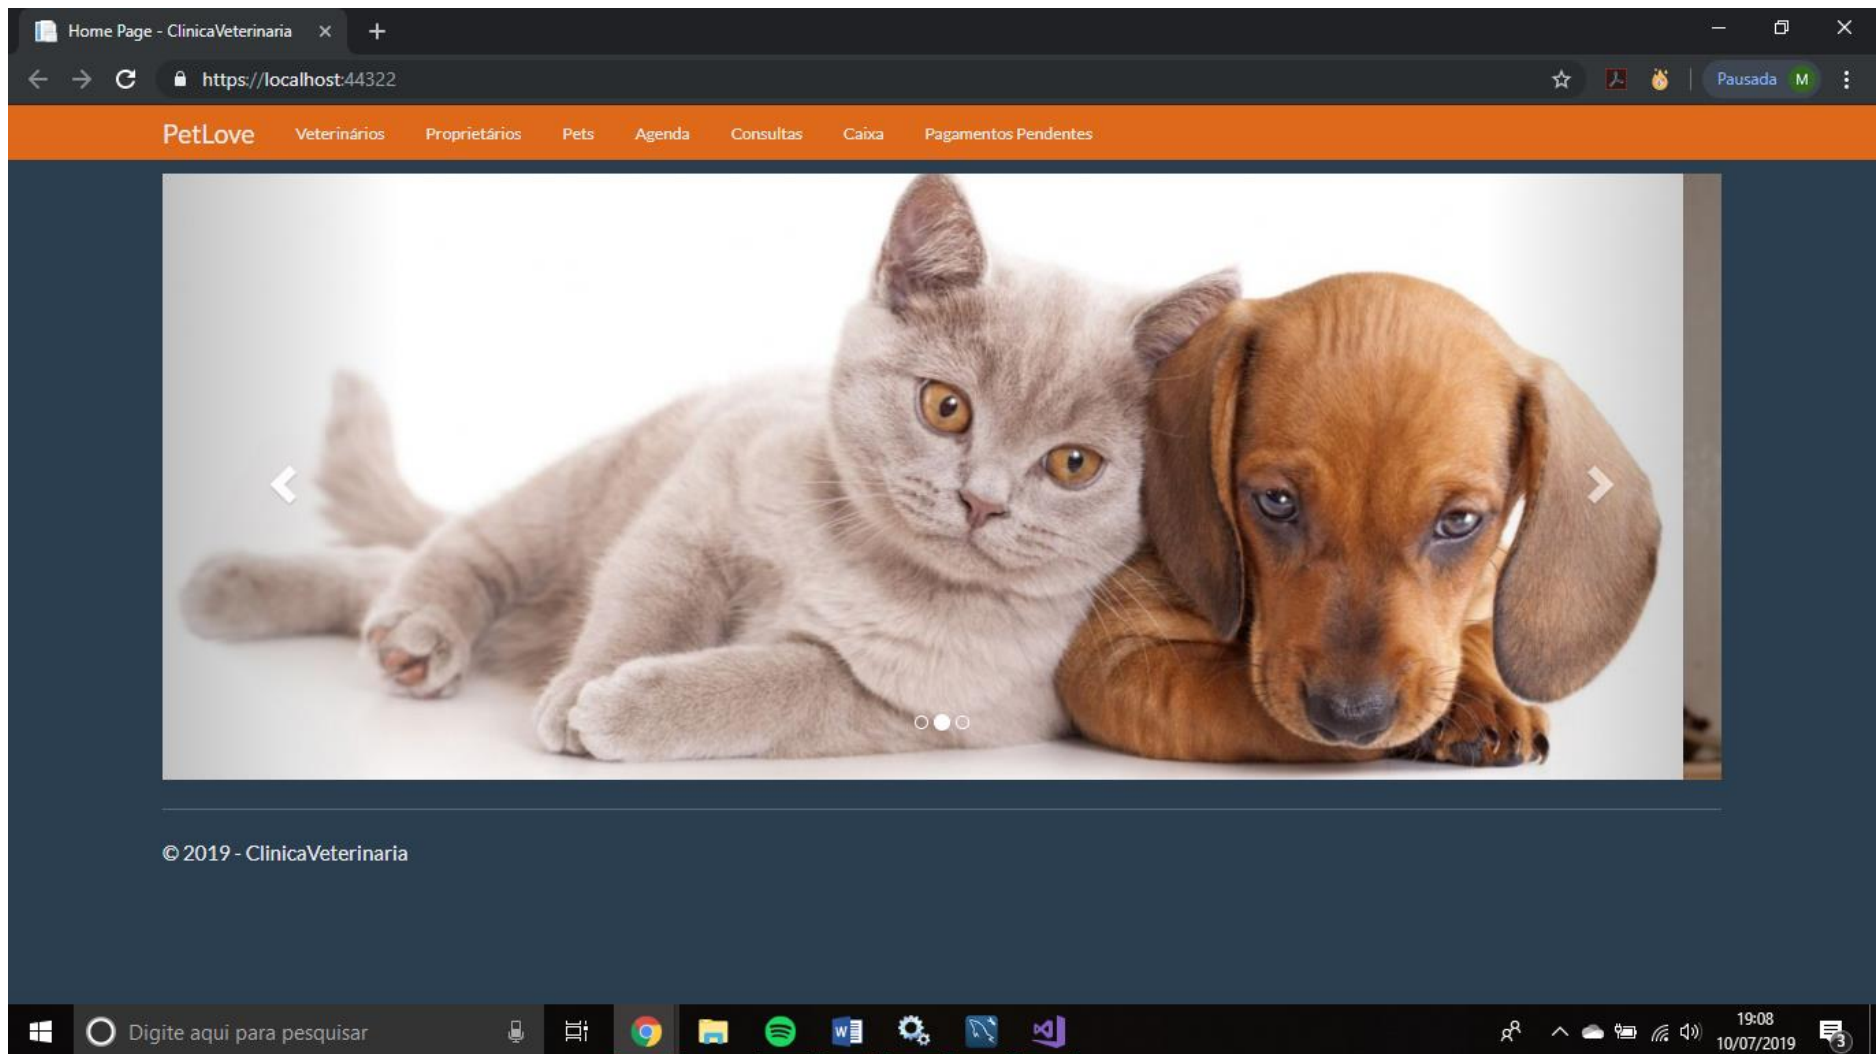 Home Page - ClinicaVeterinaria
https://localhost:44322
Pausada M
PetLove Veterinários Proprietários Pets Agenda Consultas Caixa Pagamentos Pendentes
© 2019 - ClinicaVeterinaria
Digite aqui para pesquisar
W
19:08
10/07/2019
3